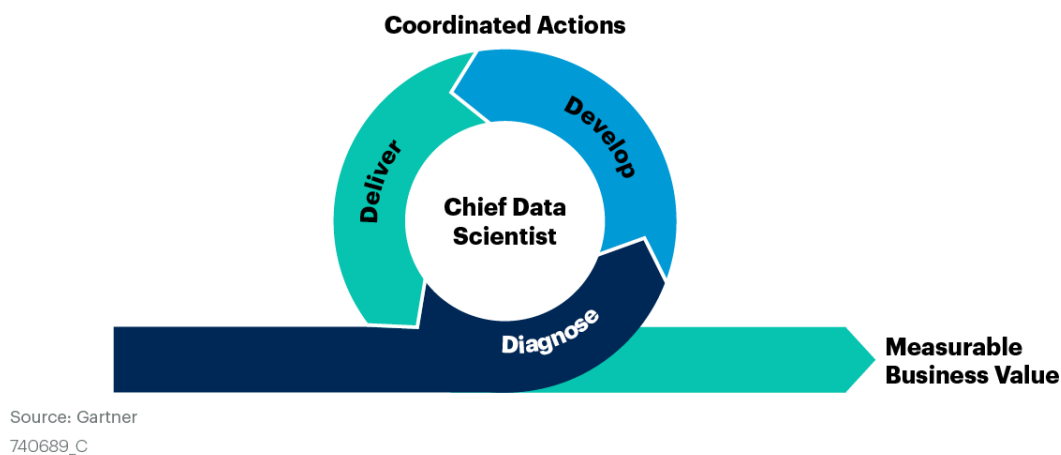 Coordinated Actions
Deliver
Develop
Chief Data
Scientist
Diagnose
Measurable
Business Value
Source: Gartner
740689_C